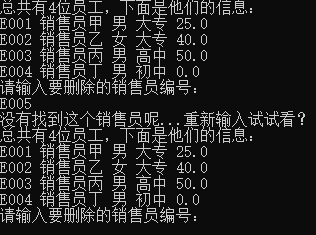 总共有4位员工，下面是他们的信息：
E001 销售员甲 男 大专 25.0
E002 销售员乙 女 大专 40.0
E003 销售员丙 男 高中 50.0
E004 销售员丁 男 初中 0.0
请输入要删除的销售员编号：
E005
没有找到这个销售员呢...重新输入试试看？
总共有4位员工，下面是他们的信息：
E001 销售员甲 男 大专 25.0
E002 销售员乙 女 大专 40.0
E003 销售员丙 男 高中 50.0
E004 销售员丁 男 初中 0.0
请输入要删除的销售员编号：